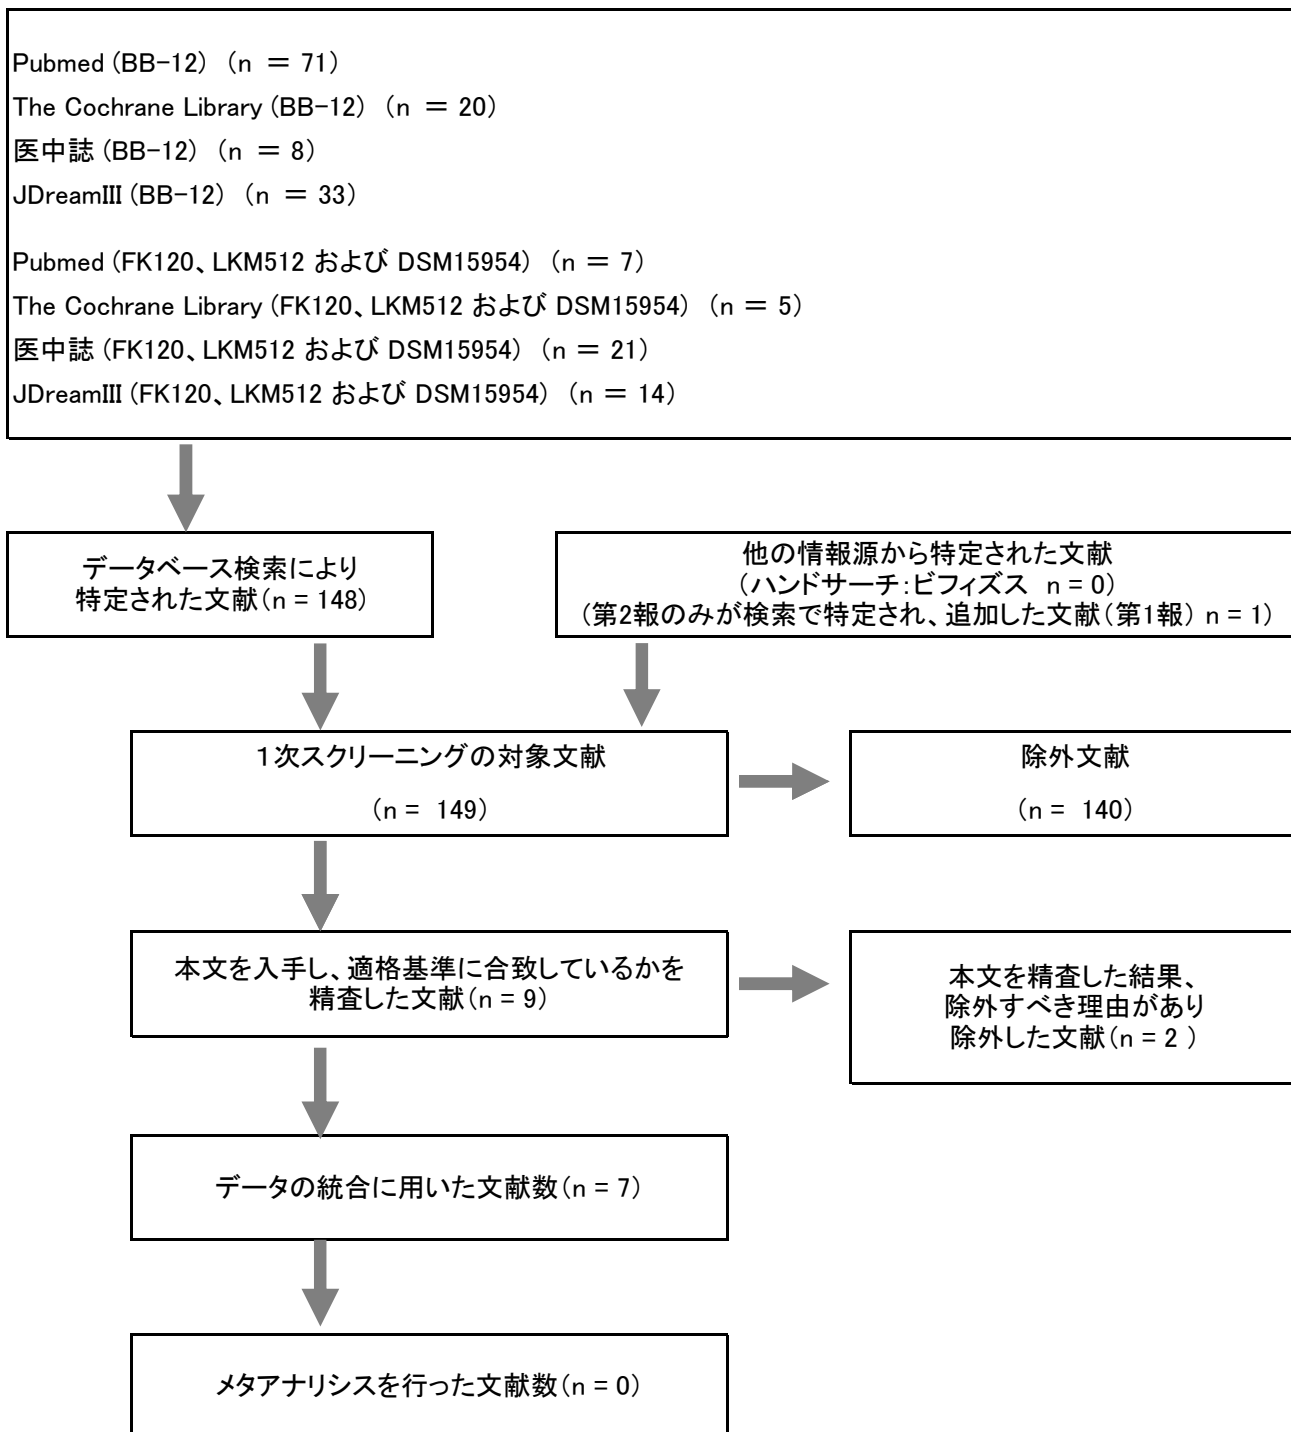 Pubmed (BB-12) (n = 71)
The Cochrane Library (BB-12) (n = 20)
医中誌 (BB-12) (n = 8)
JDreamIII (BB-12) (n = 33)
Pubmed (FK120、LKM512 および DSM15954) (n = 7)
The Cochrane Library (FK120、LKM512 および DSM15954) (n = 5)
医中誌 (FK120、LKM512 および DSM15954) (n = 21)
JDreamIII (FK120、LKM512 および DSM15954) (n = 14)
データベース検索により
特定された文献(n = 148)
他の情報源から特定された文献
(ハンドサーチ:ビフィズス n = 0)
(第2報のみが検索で特定され、追加した文献(第1報) n = 1)
1次スクリーニングの対象文献
(n = 149)
除外文献
(n = 140)
本文を入手し、適格基準に合致しているかを
精査した文献(n = 9)
本文を精査した結果、
除外すべき理由があり
除外した文献(n = 2 )
データの統合に用いた文献数(n = 7)
メタアナリシスを行った文献数(n = 0)